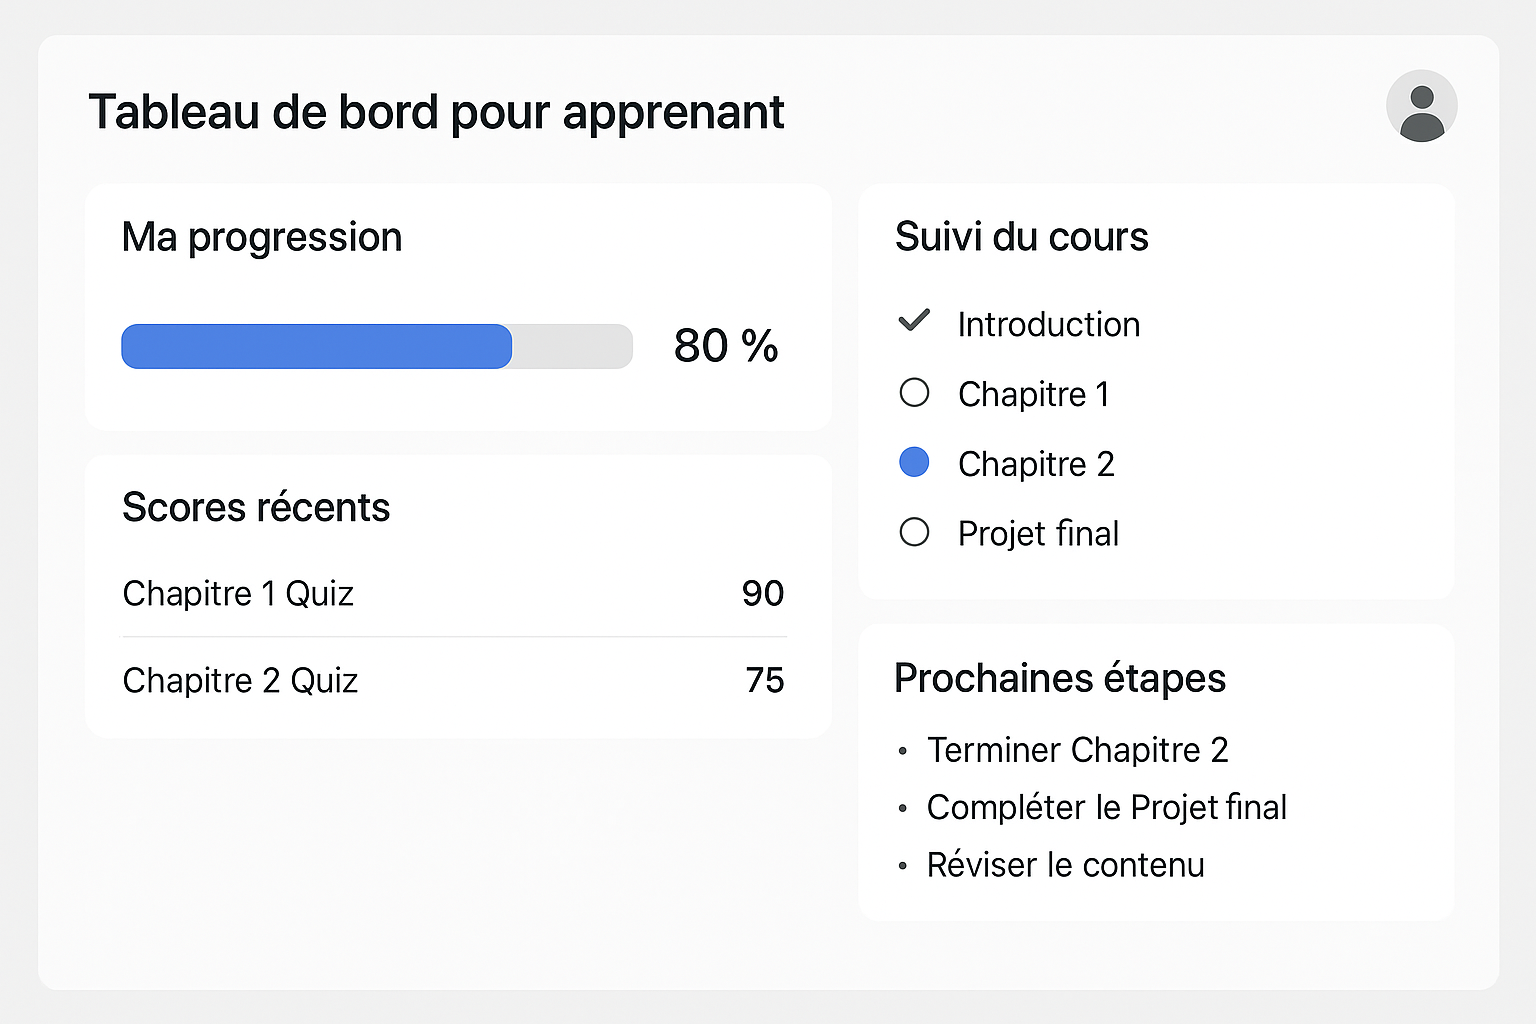 Tableau de bord pour apprenant
Ma progression
80 %
Scores récents
Chapitre 1 Quiz 90
Chapitre 2 Quiz 75
Suivi du cours
Introduction
Chapitre 1
Chapitre 2
Projet final
Prochaines étapes
• Terminer Chapitre 2
• Compléter le Projet final
• Réviser le contenu